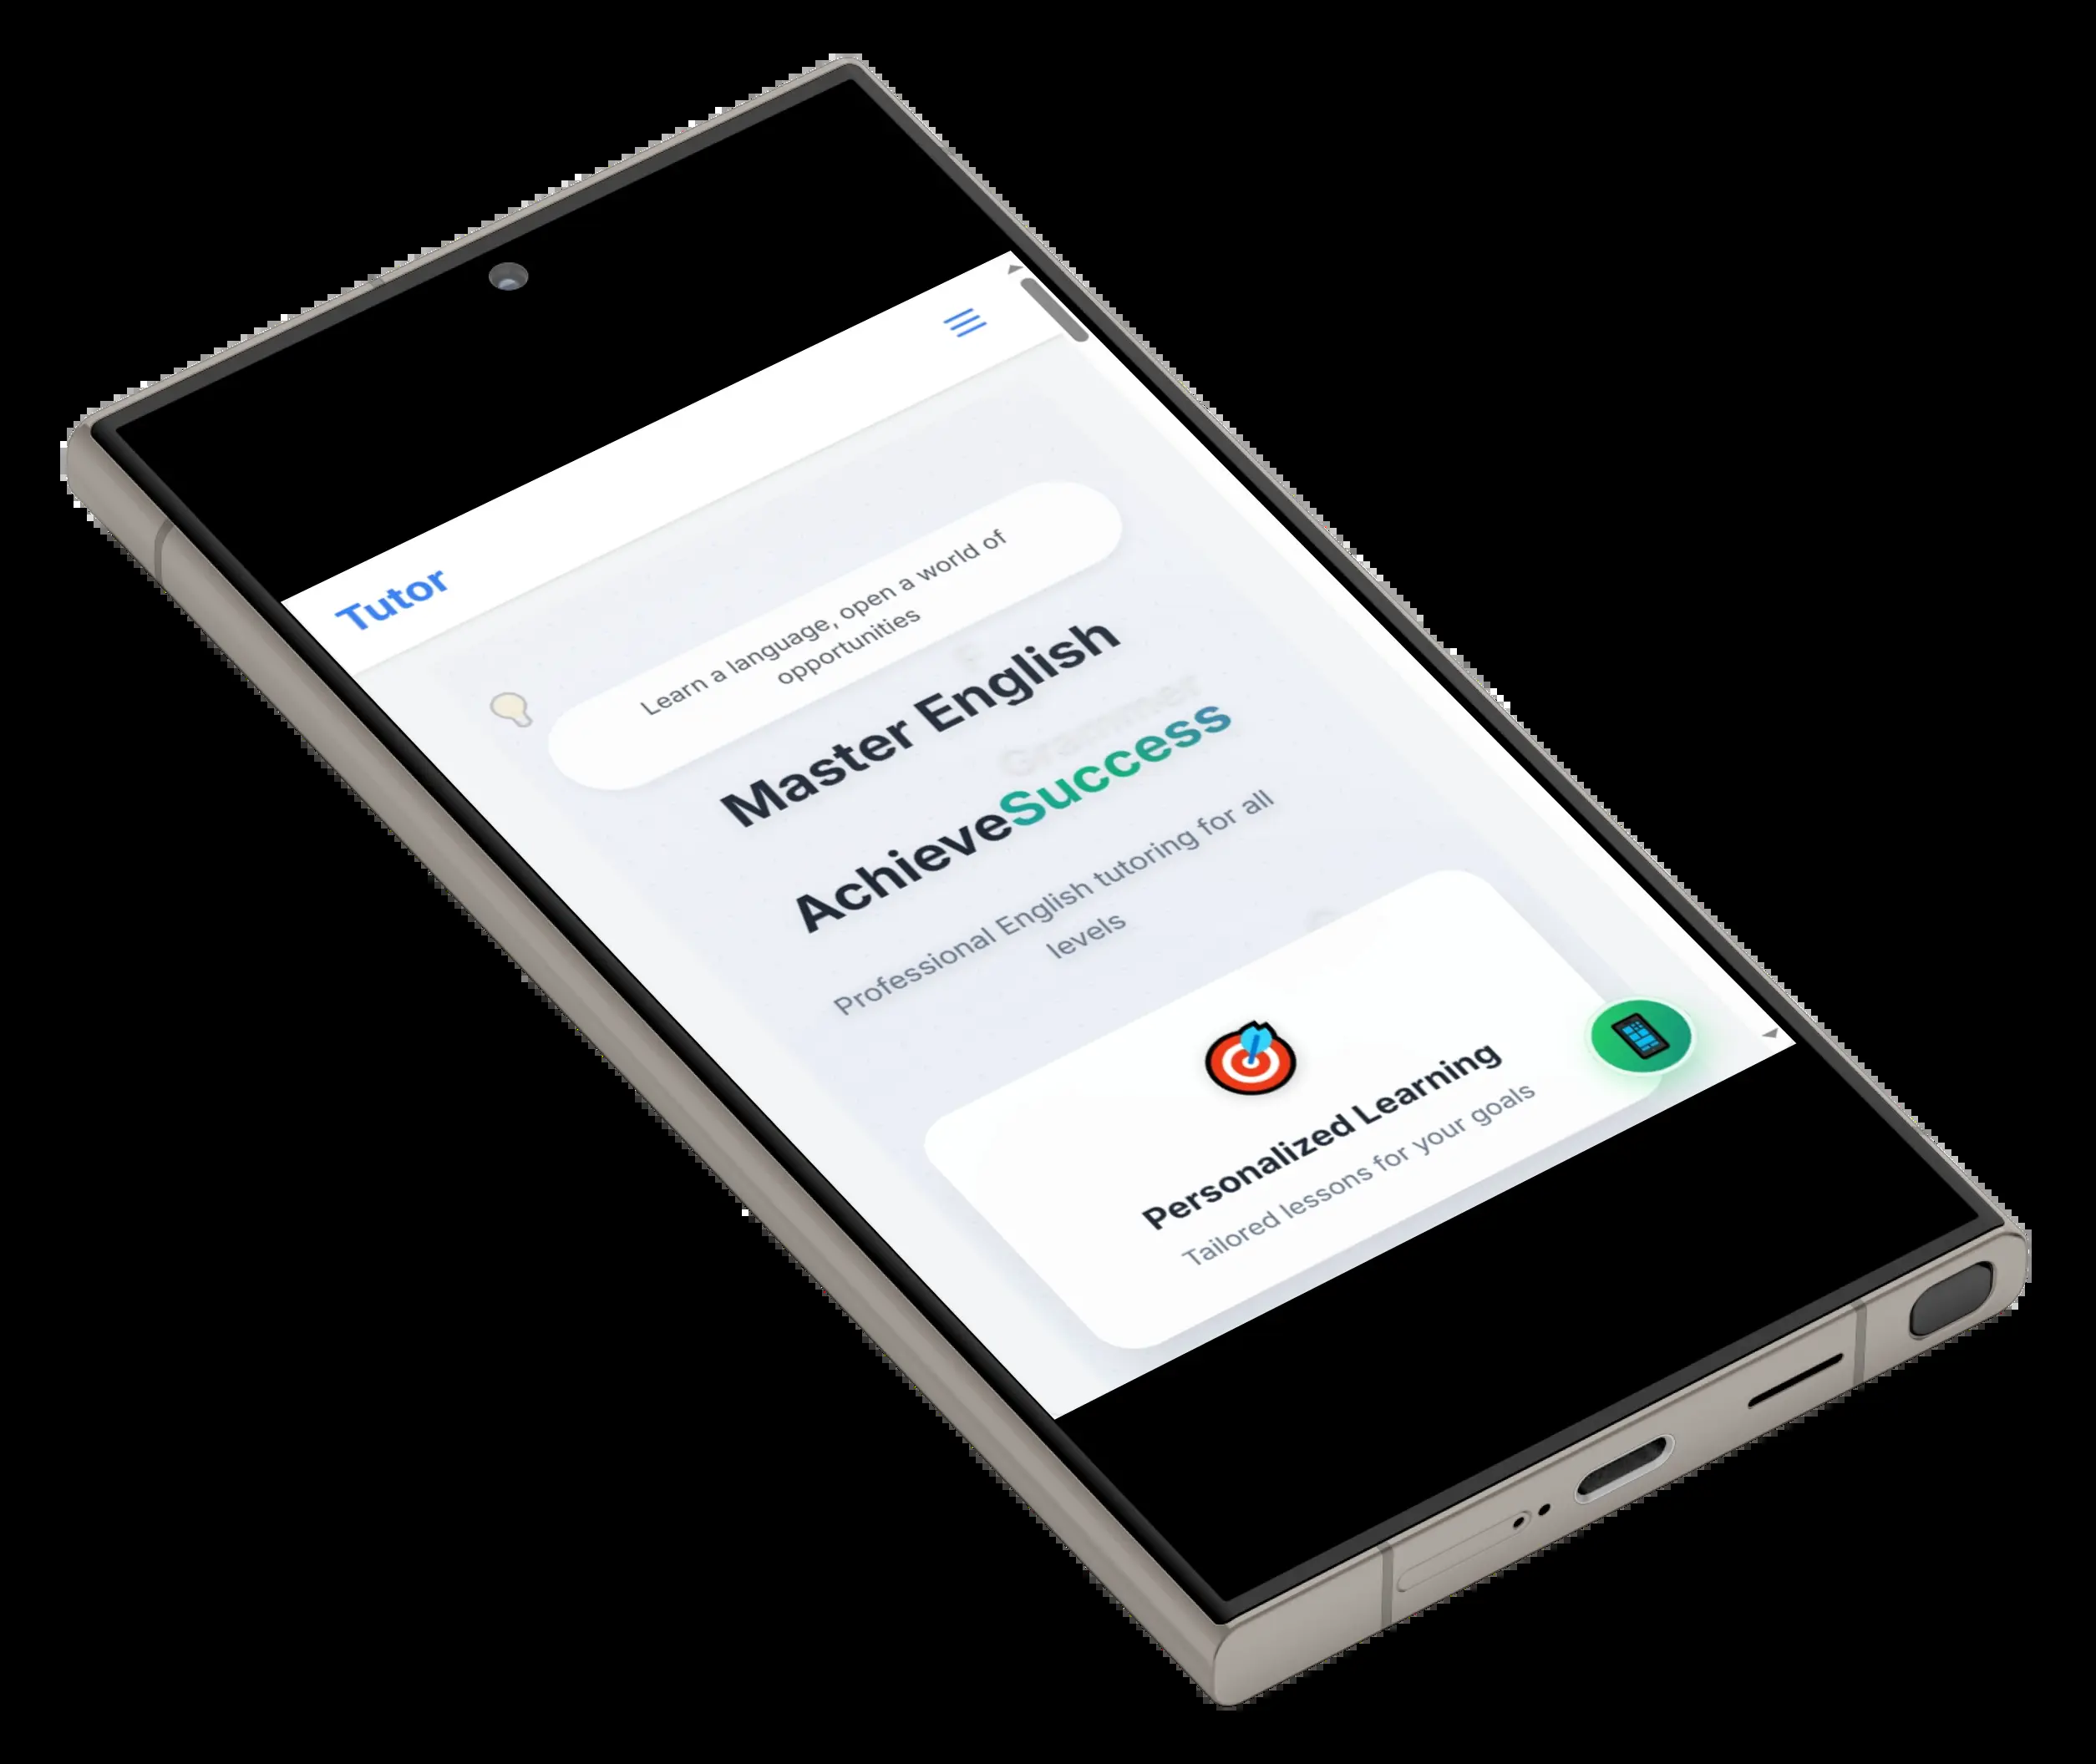 Tutor
Learn a language, open a world of
opportunities
Master English
Grammer
AchieveSuccess
Professional English tutoring for all
levels
Personalized Learning
Tailored lessons for your goals